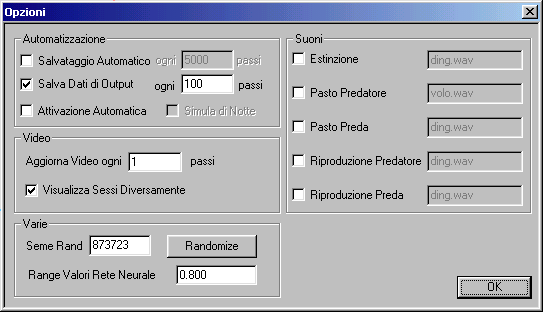 Opzioni
Automatizzazione
Salvataggio Automatico ogni 5000 passi
Salva Dati di Output ogni 100 passi
Attivazione Automatica Simula di Notte
Video
Aggiorna Video ogni 1 passi
Visualizza Sessi Diversamente
Varie
Seme Rand 873723 Randomize
Range Valori Rete Neurale 0.800
Suoni
Estinzione ding.wav
Pasto Predatore volo.wav
Pasto Preda ding.wav
Riproduzione Predatore ding.wav
Riproduzione Preda ding.wav
OK